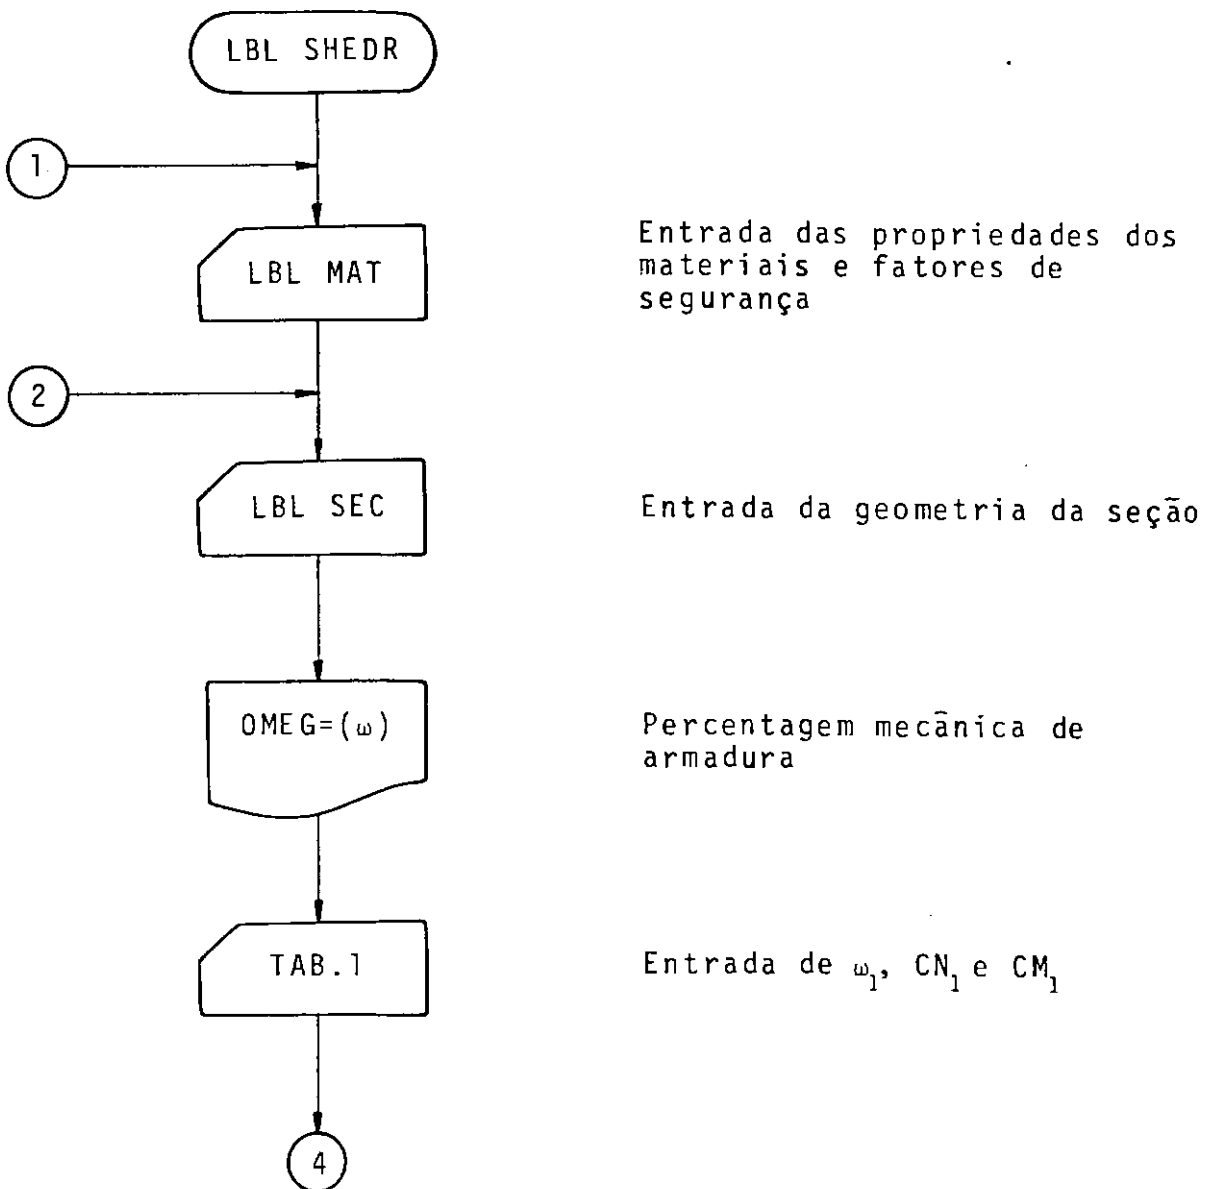 LBL SHEDR
1
LBL MAT
Entrada das propriedades dos
materiais e fatores de
segurança
2
LBL SEC
Entrada da geometria da seção
OMEG=(ω)
Percentagem mecânica de
armadura
TAB.1
Entrada de ω₁, CN₁ e CM₁
4